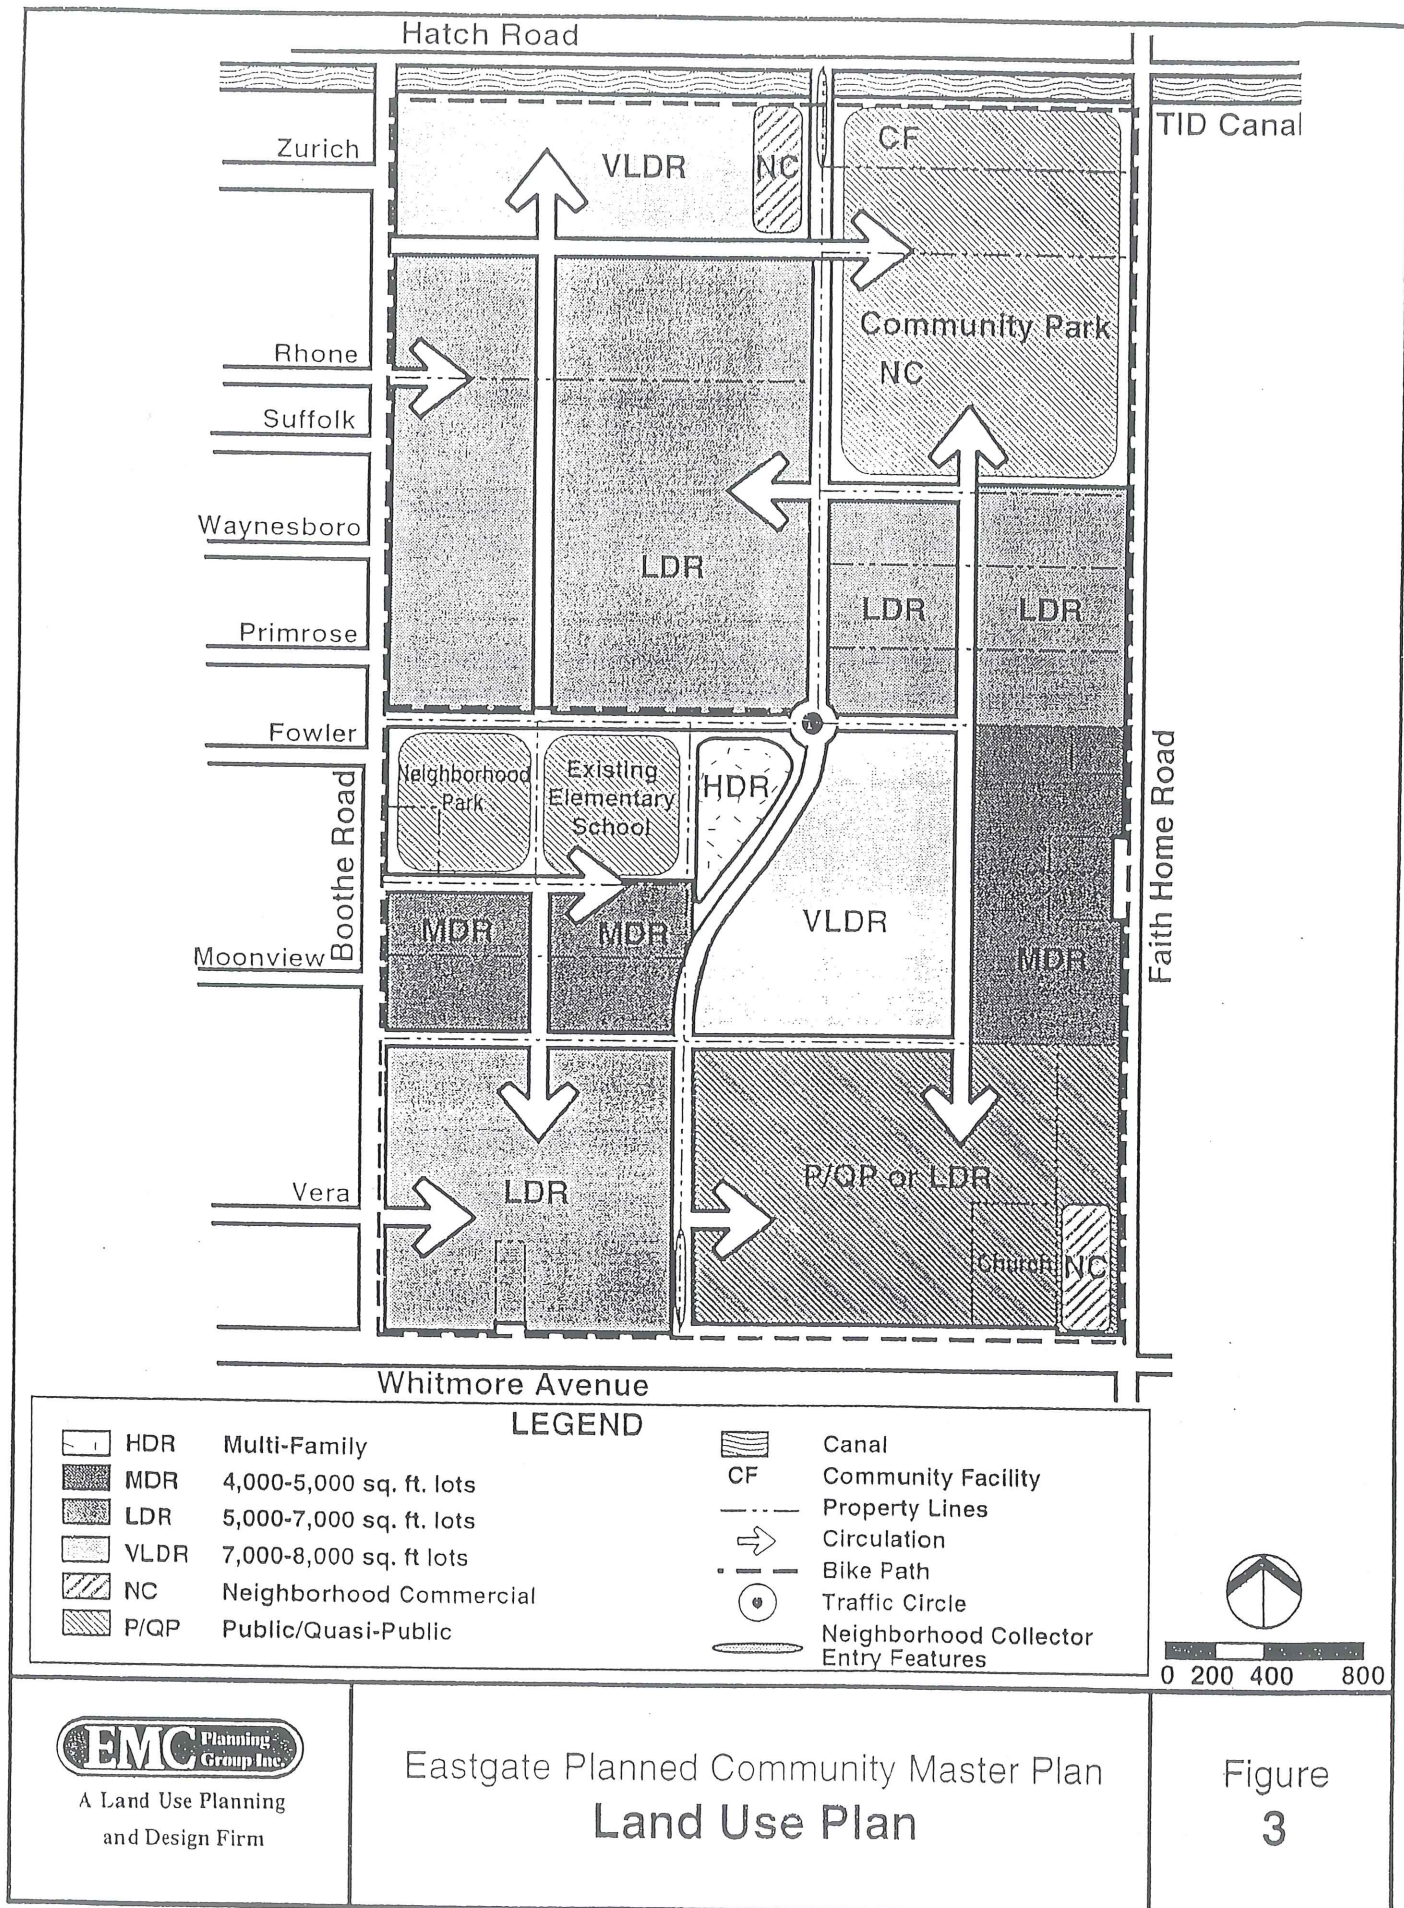 Hatch Road
TID Canal
Zurich
VLDR
NC
CF
Community Park
NC
Rhone
Suffolk
Waynesboro
LDR
LDR
LDR
Primrose
Fowler
Neighborhood
Park
Existing
Elementary
School
HDR
Boothe Road
Faith Home Road
MDR
MDR
VLDR
MDR
Moonview
Vera
LDR
P/QP or LDR
Church
NC
Whitmore Avenue
LEGEND
HDR Multi-Family
MDR 4,000-5,000 sq. ft. lots
LDR 5,000-7,000 sq. ft. lots
VLDR 7,000-8,000 sq. ft lots
NC Neighborhood Commercial
P/QP Public/Quasi-Public
Canal
CF Community Facility
Property Lines
Circulation
Bike Path
Traffic Circle
Neighborhood Collector
Entry Features
0 200 400 800
EMC Planning
Group Inc.
A Land Use Planning
and Design Firm
Eastgate Planned Community Master Plan
Land Use Plan
Figure
3